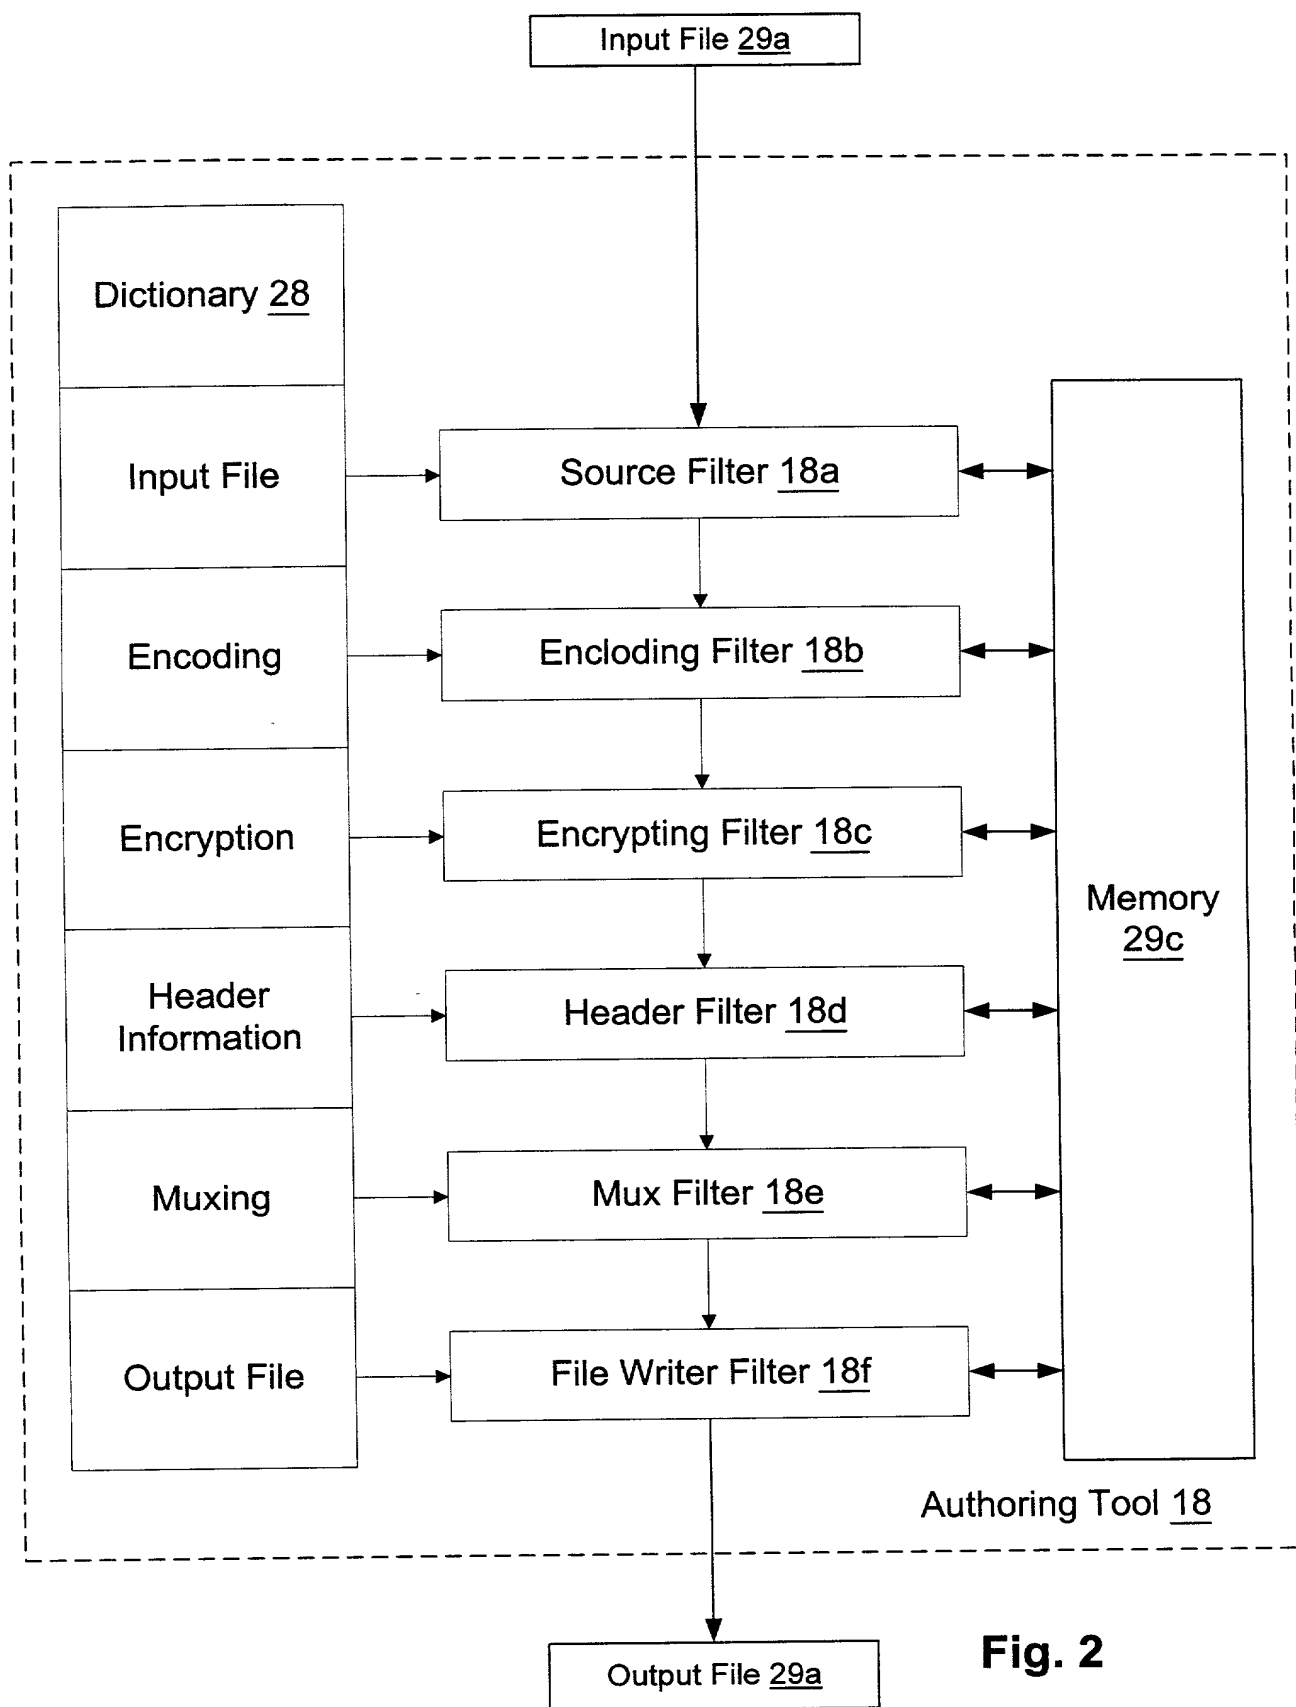 Input File 29a
Dictionary 28
Input File
Source Filter 18a
Encoding
Encloding Filter 18b
Encryption
Encrypting Filter 18c
Memory
29c
Header
Information
Header Filter 18d
Muxing
Mux Filter 18e
Output File
File Writer Filter 18f
Authoring Tool 18
Output File 29a
Fig. 2